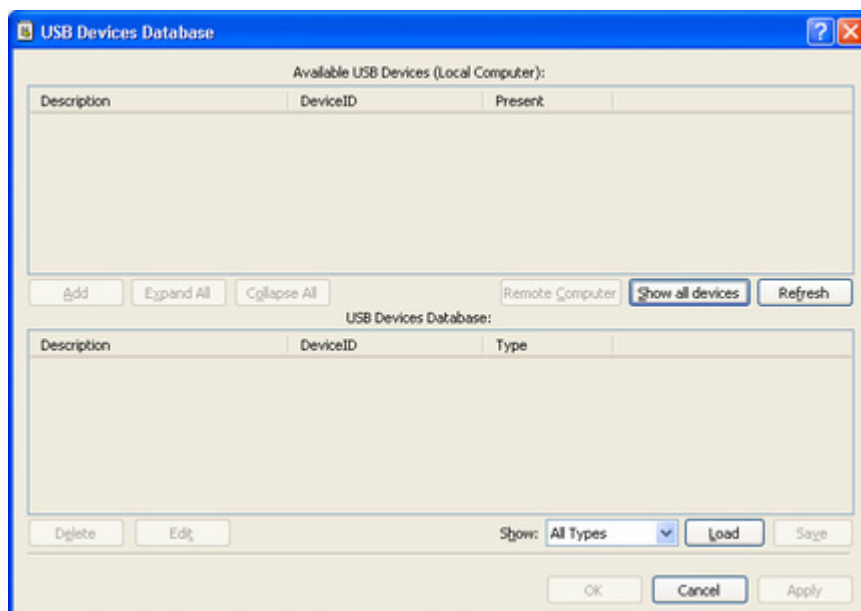 USB Devices Database
Available USB Devices (Local Computer):
Description DeviceID Present
Add Expand All Collapse All Remote Computer Show all devices Refresh
USB Devices Database:
Description DeviceID Type
Delete Edit Show: All Types Load Save
OK Cancel Apply